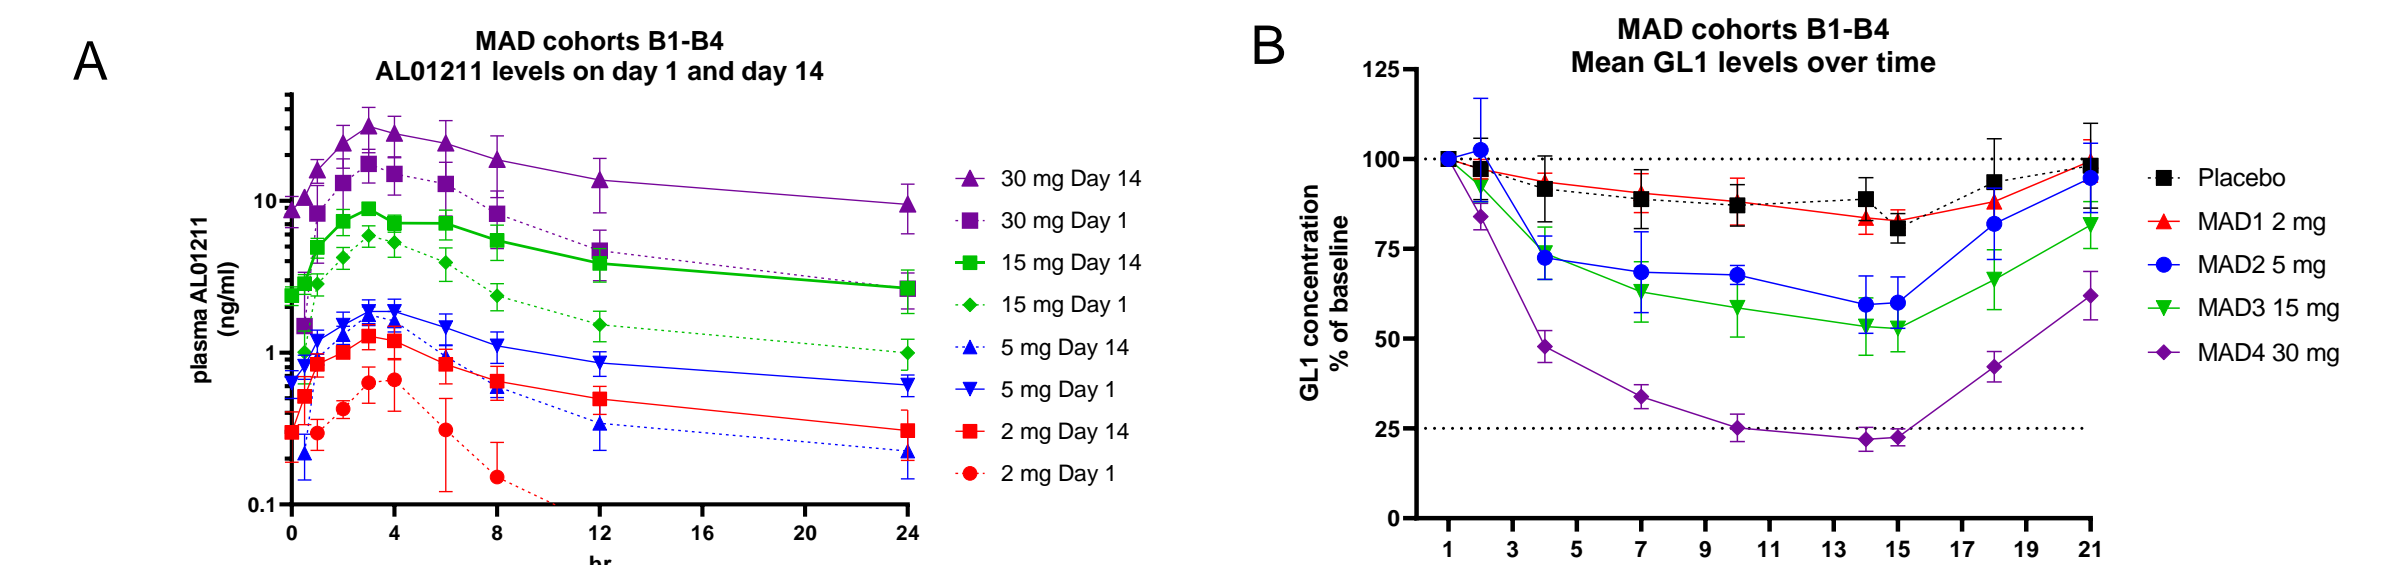 A
MAD cohorts B1-B4
AL01211 levels on day 1 and day 14
plasma AL01211
(ng/ml)
10
1
0.1
0 4 8 12 16 20 24
hr
30 mg Day 14
30 mg Day 1
15 mg Day 14
15 mg Day 1
5 mg Day 14
5 mg Day 1
2 mg Day 14
2 mg Day 1
B
MAD cohorts B1-B4
Mean GL1 levels over time
GL1 concentration
% of baseline
125
100
75
50
25
0
1 3 5 7 9 11 13 15 17 19 21
Placebo
MAD1 2 mg
MAD2 5 mg
MAD3 15 mg
MAD4 30 mg